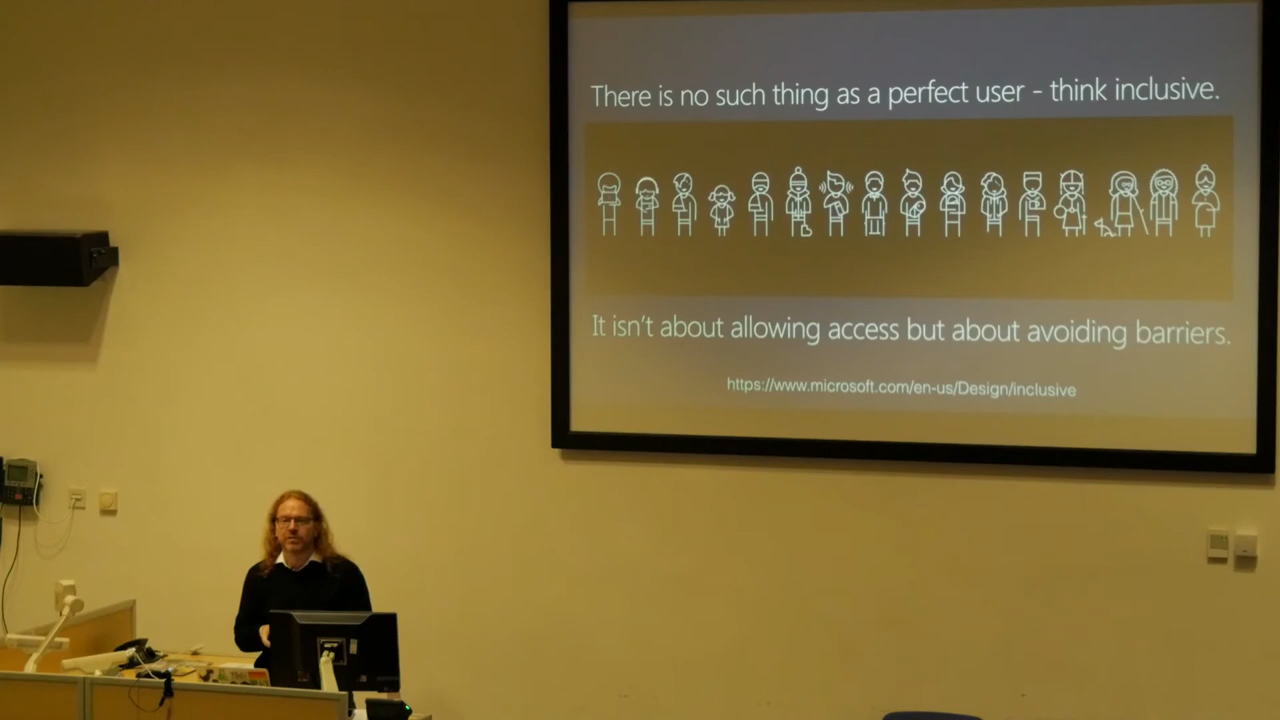 There is no such thing as a perfect user - think inclusive.
It isn't about allowing access but about avoiding barriers.
https://www.microsoft.com/en-us/Design/inclusive